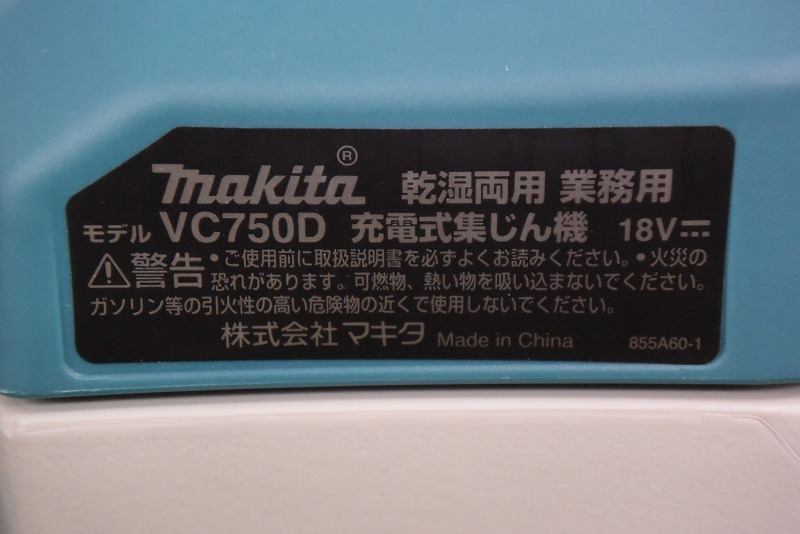 makita® 乾湿両用 業務用
モデル VC750D 充電式集じん機 18V⎓
⚠警告 •ご使用前に取扱説明書を必ずよくお読みください。•火災の
恐れがあります。可燃物、熱い物を吸い込まないでください。
ガソリン等の引火性の高い危険物の近くで使用しないでください。
株式会社マキタ Made in China 855A60-1